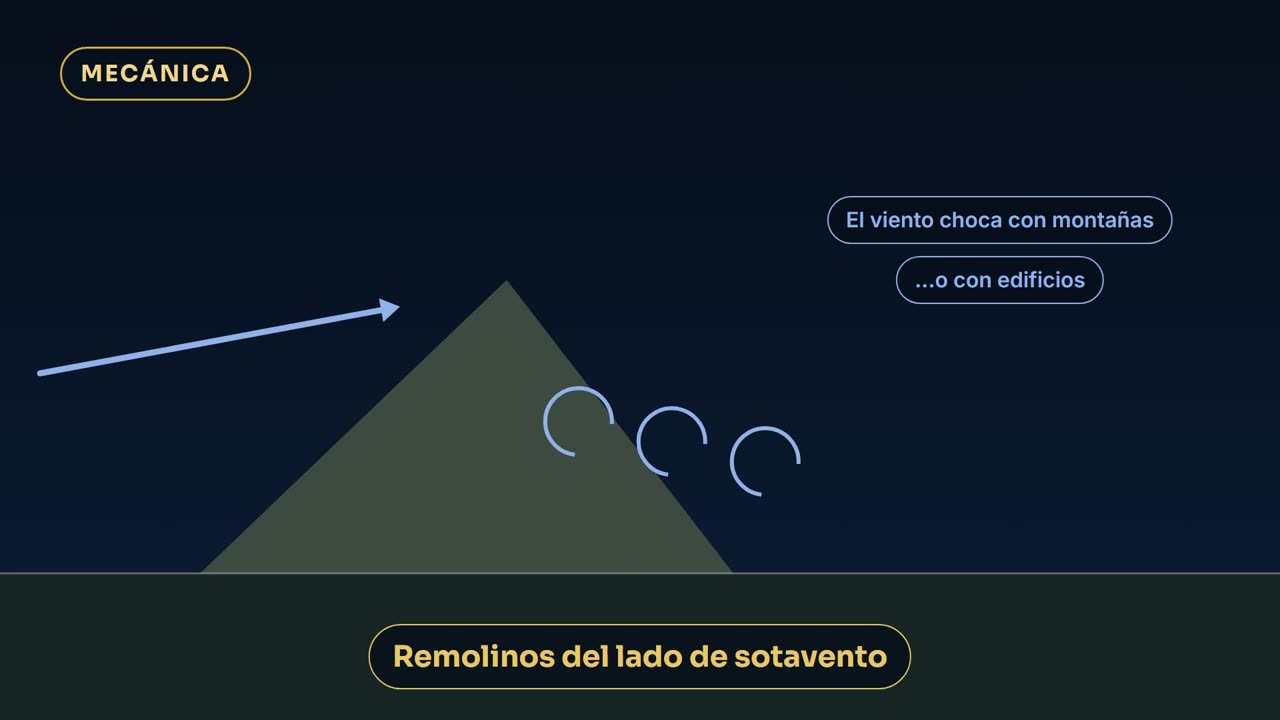 MECÁNICA
El viento choca con montañas
...o con edificios
Remolinos del lado de sotavento